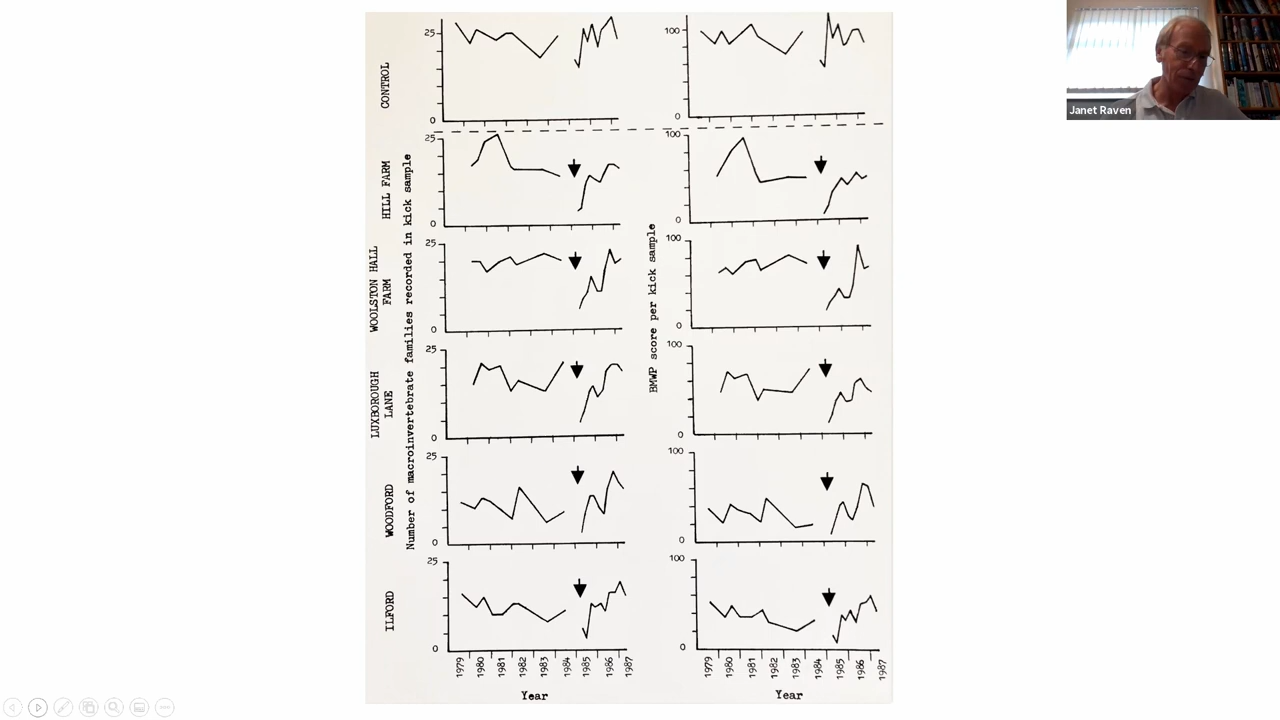 Janet Raven
CONTROL
25
0
100
0
HILL FARM
25
0
100
0
WOOLSTON HALL
FARM
25
0
100
0
LUXBOROUGH
LANE
25
0
100
0
WOODFORD
25
0
100
0
ILFORD
25
0
100
0
Number of macroinvertebrate families recorded in kick sample
BMWP score per kick sample
1979 1980 1981 1982 1983 1984 1985 1986 1987
Year
1979 1980 1981 1982 1983 1984 1985 1986 1987
Year